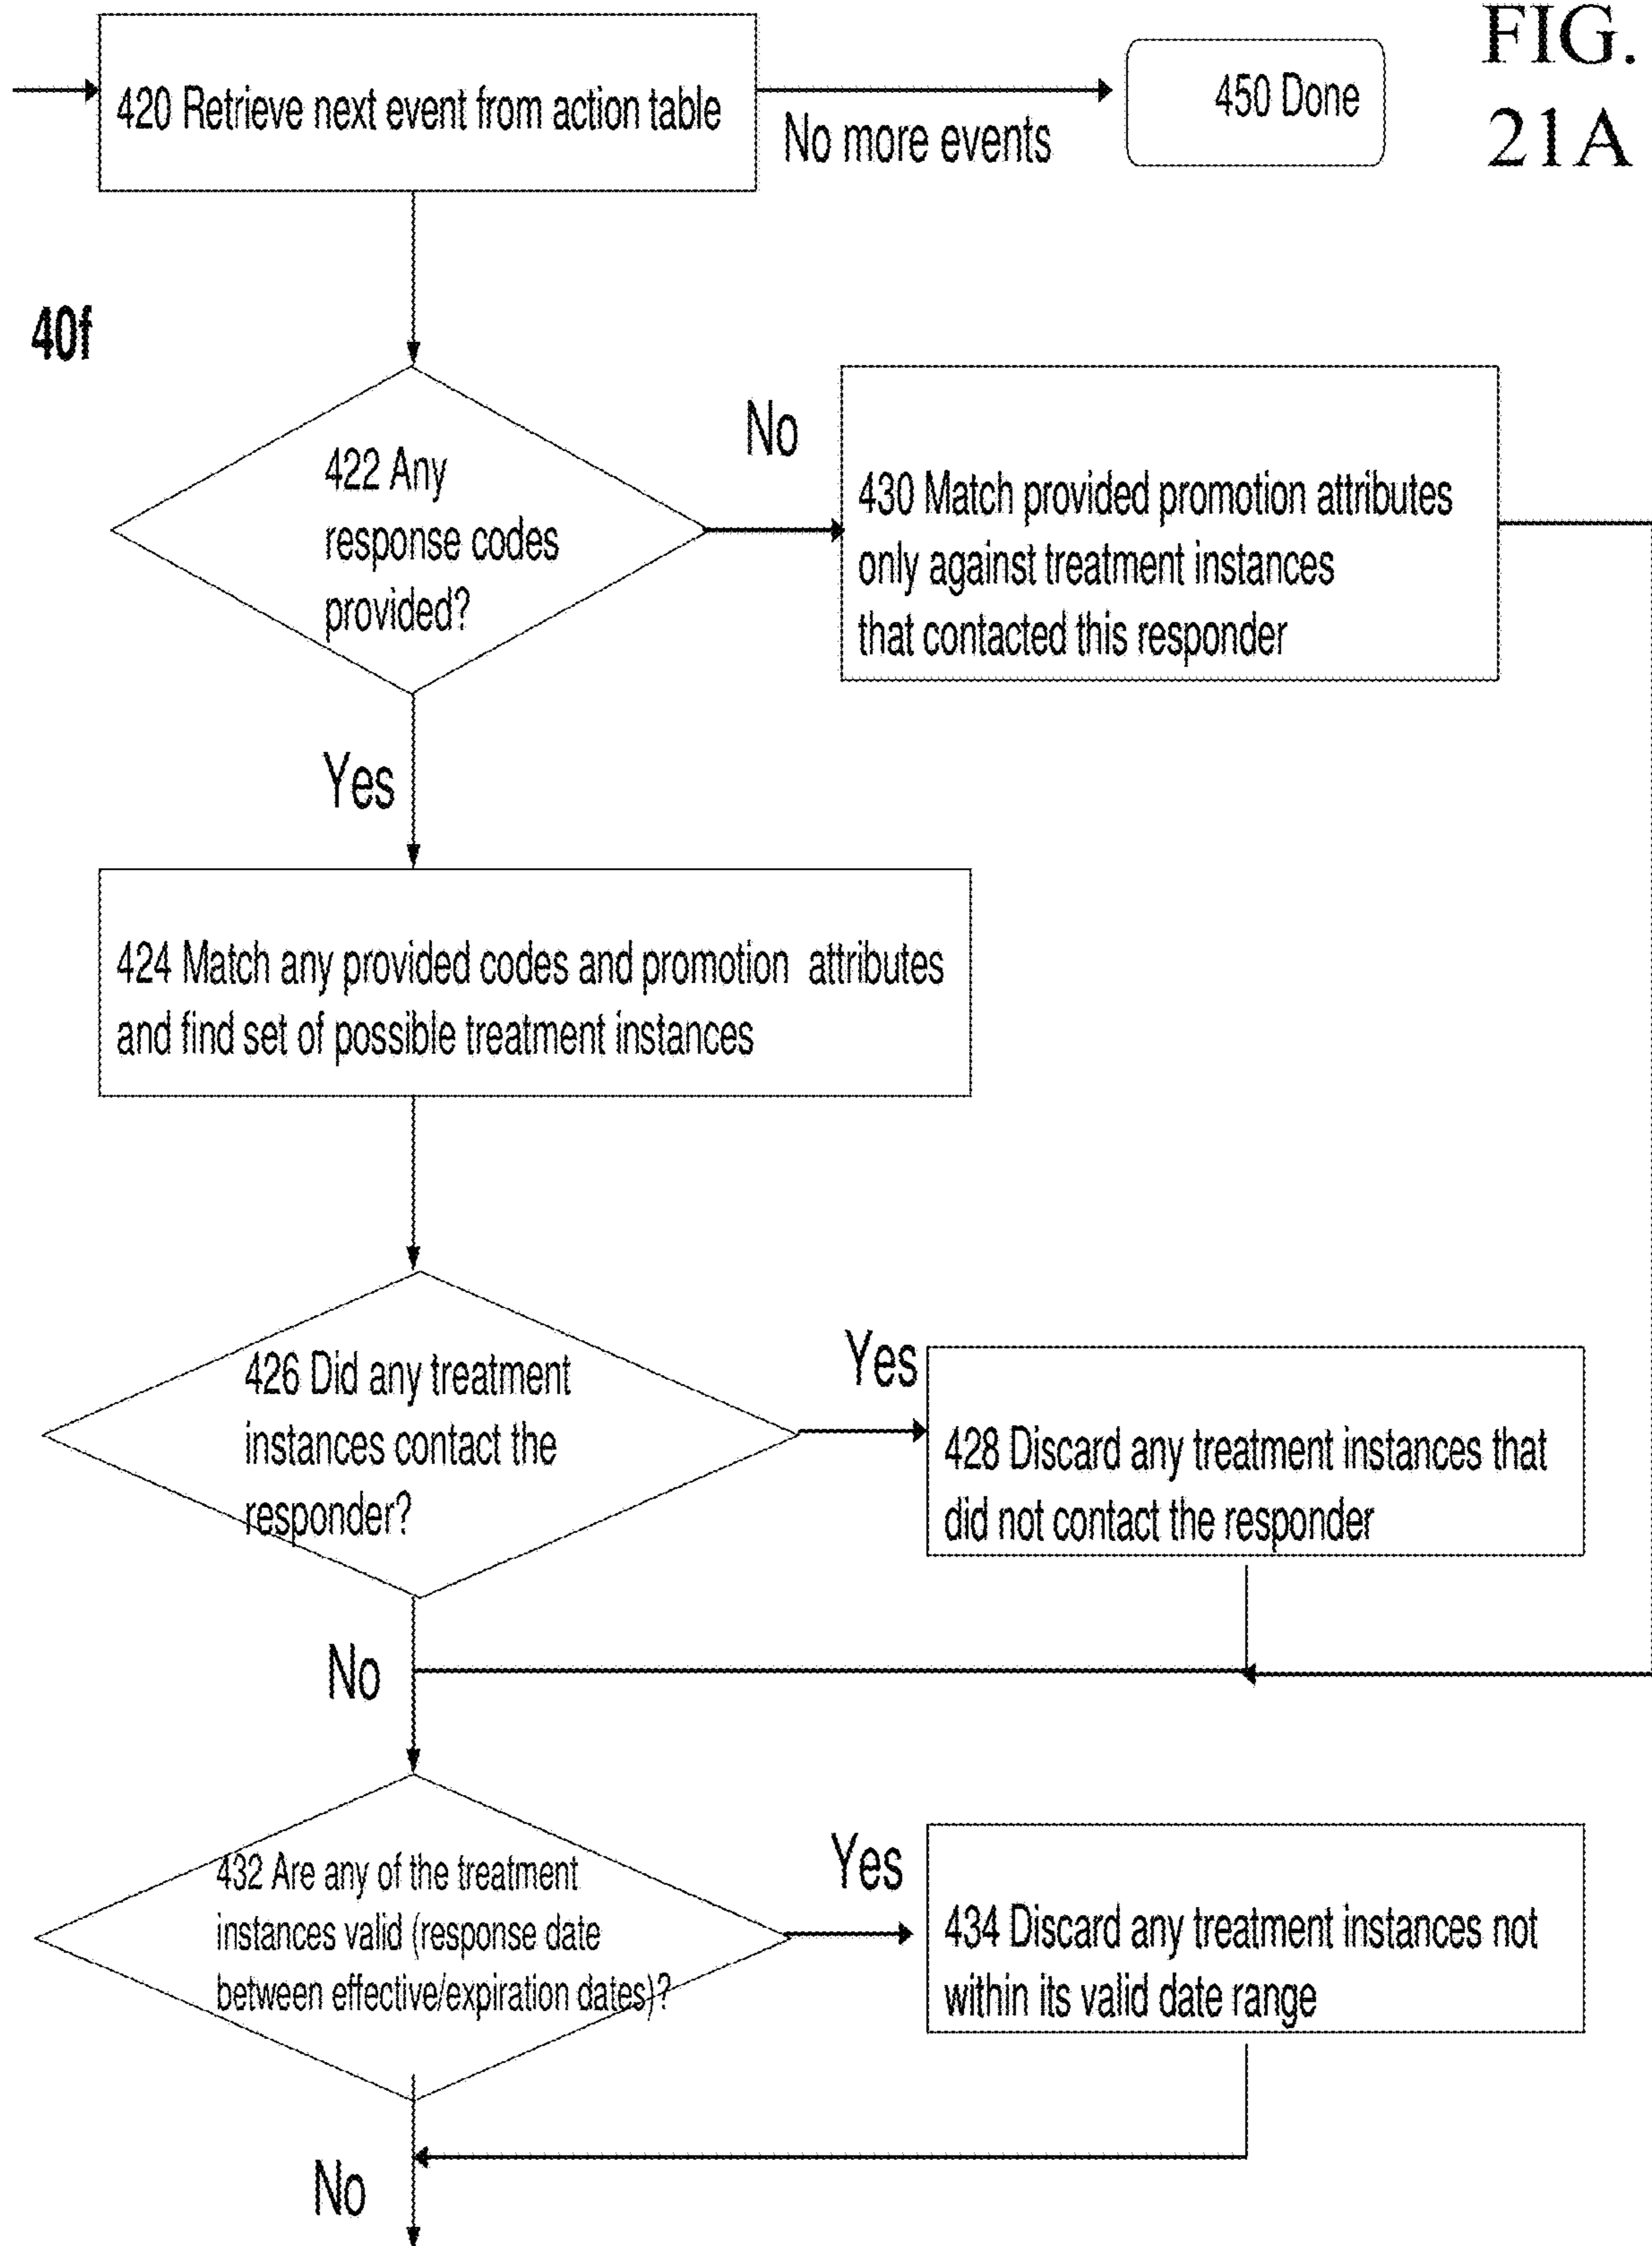 FIG.
21A
420 Retrieve next event from action table
No more events
450 Done
40f
422 Any
response codes
provided?
No
430 Match provided promotion attributes
only against treatment instances
that contacted this responder
Yes
424 Match any provided codes and promotion attributes
and find set of possible treatment instances
426 Did any treatment
instances contact the
responder?
Yes
428 Discard any treatment instances that
did not contact the responder
No
432 Are any of the treatment
instances valid (response date
between effective/expiration dates)?
Yes
434 Discard any treatment instances not
within its valid date range
No